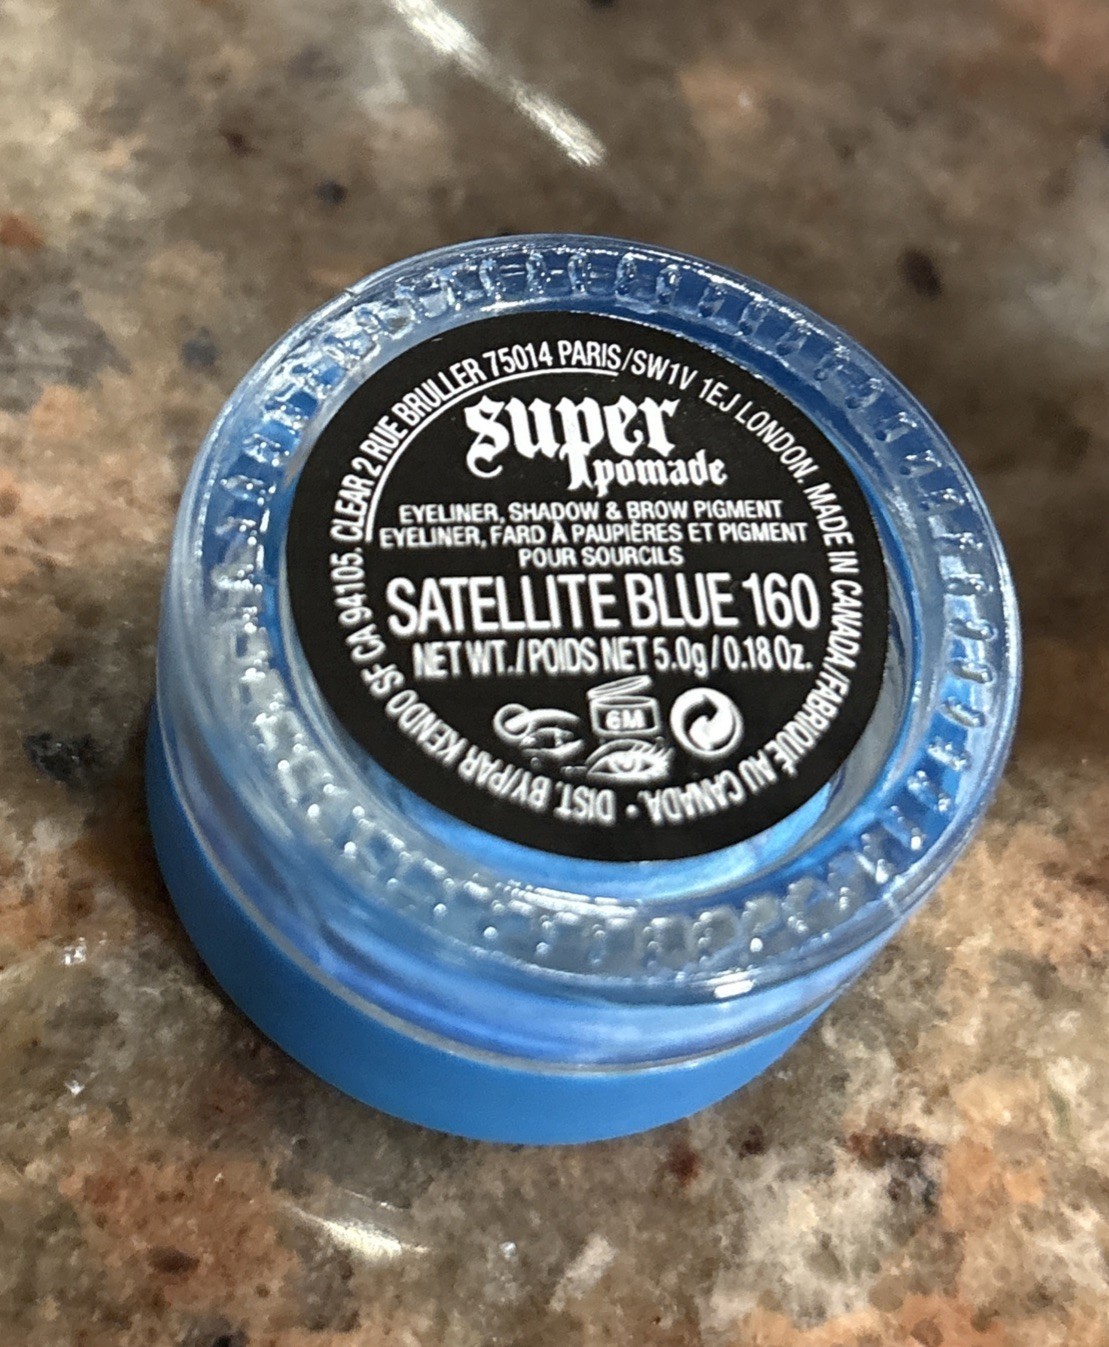 super
pomade
EYELINER, SHADOW & BROW PIGMENT
EYELINER, FARD À PAUPIÈRES ET PIGMENT
POUR SOURCILS
SATELLITE BLUE 160
NET WT./POIDS NET 5.0g/0.18 Oz.
6M
DIST. BY/PAR KENDO SF CA 94105. CLEAR 2 RUE BRULLER 75014 PARIS/SW1V 1EJ LONDON. MADE IN CANADA/FABRIQUÉ AU CANADA. •